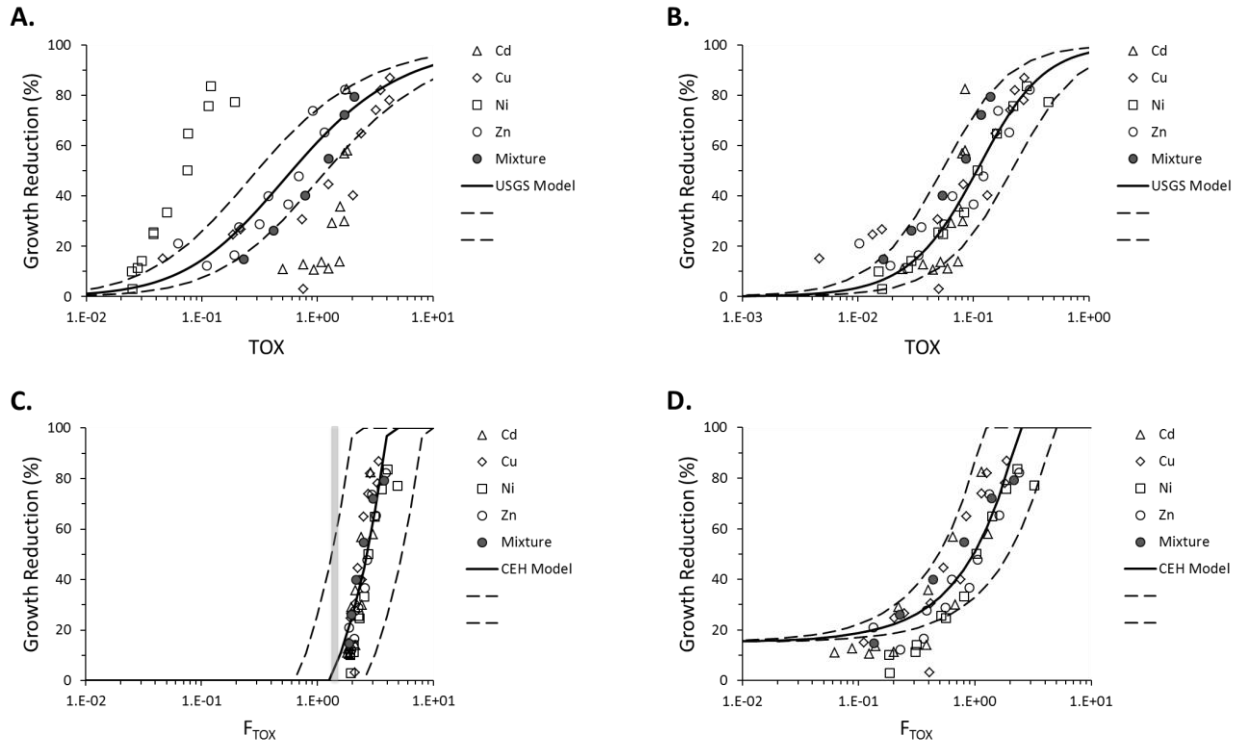 A.
Growth Reduction (%)
100
80
60
40
20
0
1.E-02
1.E-01
1.E+00
1.E+01
TOX
Cd
Cu
Ni
Zn
Mixture
USGS Model
B.
Growth Reduction (%)
100
80
60
40
20
0
1.E-03
1.E-02
1.E-01
1.E+00
TOX
Cd
Cu
Ni
Zn
Mixture
USGS Model
C.
Growth Reduction (%)
100
80
60
40
20
0
1.E-02
1.E-01
1.E+00
1.E+01
FTOX
Cd
Cu
Ni
Zn
Mixture
CEH Model
D.
Growth Reduction (%)
100
80
60
40
20
0
1.E-02
1.E-01
1.E+00
1.E+01
FTOX
Cd
Cu
Ni
Zn
Mixture
CEH Model